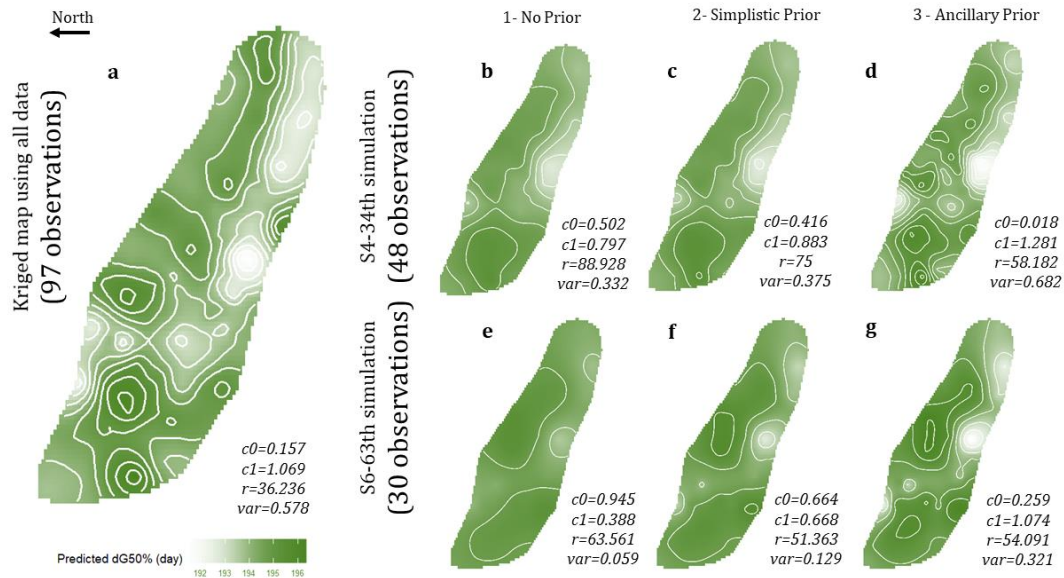 North
1- No Prior
2- Simplistic Prior
3 - Ancillary Prior
Kriged map using all data
(97 observations)
a
c0=0.157
c1=1.069
r=36.236
var=0.578
Predicted dG50% (day)
192 193 194 195 196
S4-34th simulation
(48 observations)
b
c0=0.502
c1=0.797
r=88.928
var=0.332
c
c0=0.416
c1=0.883
r=75
var=0.375
d
c0=0.018
c1=1.281
r=58.182
var=0.682
S6-63th simulation
(30 observations)
e
c0=0.945
c1=0.388
r=63.561
var=0.059
f
c0=0.664
c1=0.668
r=51.363
var=0.129
g
c0=0.259
c1=1.074
r=54.091
var=0.321